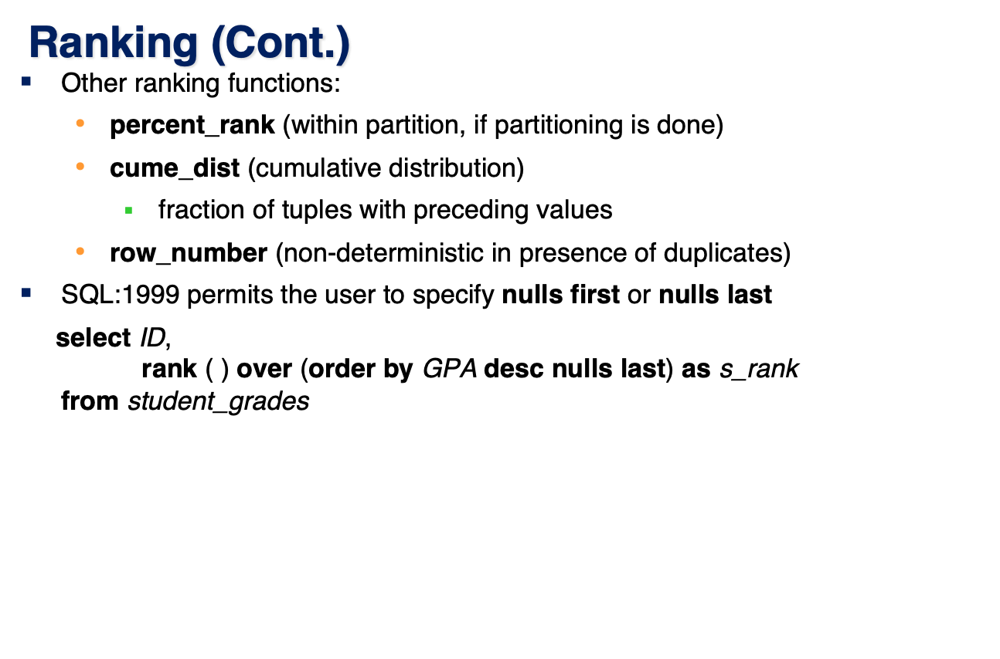 Ranking (Cont.)
Other ranking functions:
percent_rank (within partition, if partitioning is done)
cume_dist (cumulative distribution)
fraction of tuples with preceding values
row_number (non-deterministic in presence of duplicates)
SQL:1999 permits the user to specify nulls first or nulls last
select ID,
rank ( ) over (order by GPA desc nulls last) as s_rank
from student_grades